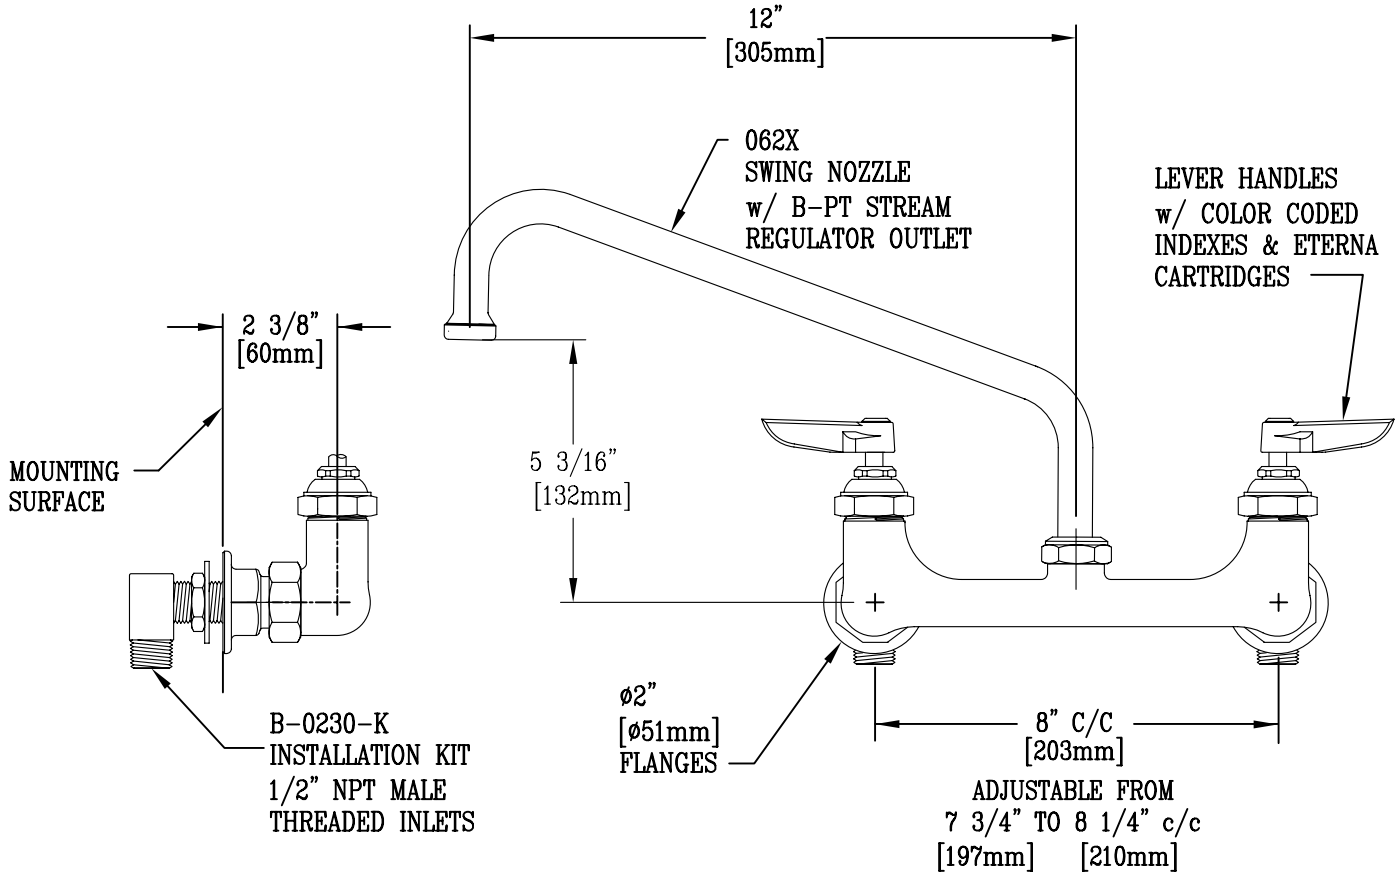 12"
[305mm]
062X
SWING NOZZLE
w/ B-PT STREAM
REGULATOR OUTLET
LEVER HANDLES
w/ COLOR CODED
INDEXES & ETERNA
CARTRIDGES
2 3/8"
[60mm]
MOUNTING
SURFACE
5 3/16"
[132mm]
B-0230-K
INSTALLATION KIT
1/2" NPT MALE
THREADED INLETS
ø2"
[ø51mm]
FLANGES
8" C/C
[203mm]
ADJUSTABLE FROM
7 3/4" TO 8 1/4" c/c
[197mm] [210mm]